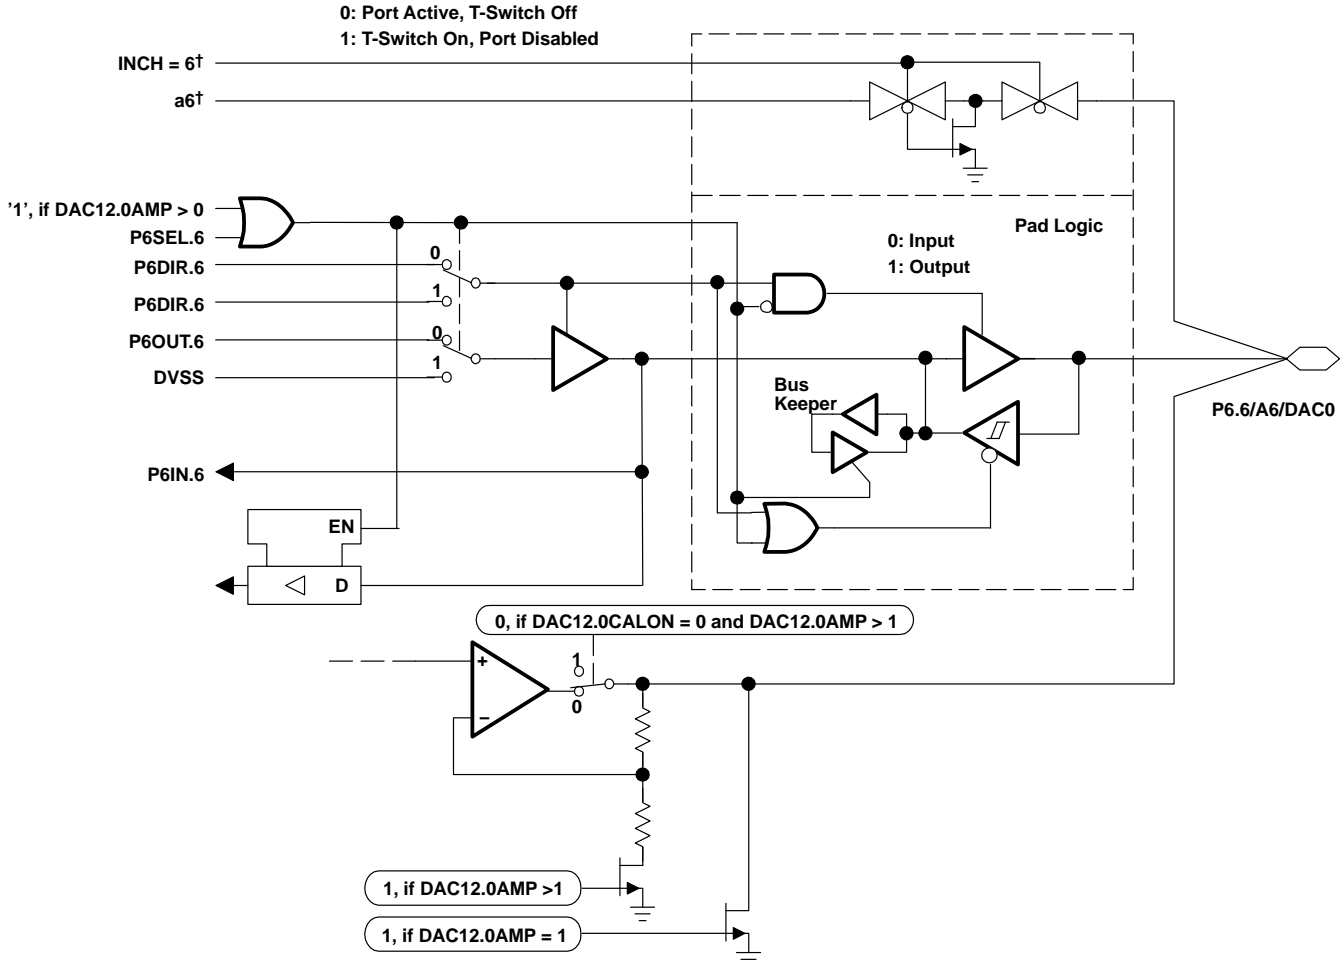 0: Port Active, T-Switch Off
1: T-Switch On, Port Disabled
INCH = 6†
a6†
’1’, if DAC12.0AMP > 0
P6SEL.6
P6DIR.6
P6DIR.6
P6OUT.6
DVSS
0
1
0
1
Pad Logic
0: Input
1: Output
Bus
Keeper
P6.6/A6/DAC0
P6IN.6
EN
D
0, if DAC12.0CALON = 0 and DAC12.0AMP > 1
+
−
1
0
1, if DAC12.0AMP >1
1, if DAC12.0AMP = 1